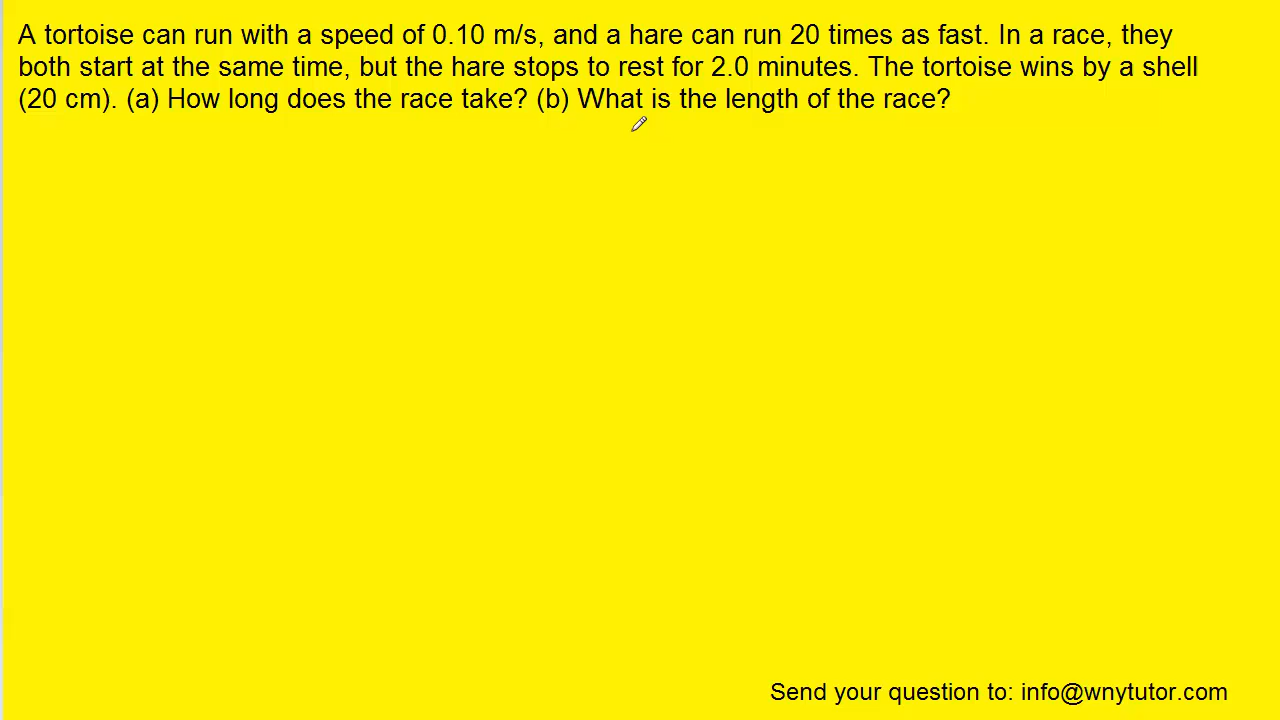 A tortoise can run with a speed of 0.10 m/s, and a hare can run 20 times as fast. In a race, they
both start at the same time, but the hare stops to rest for 2.0 minutes. The tortoise wins by a shell
(20 cm). (a) How long does the race take? (b) What is the length of the race?
Send your question to: info@wnytutor.com